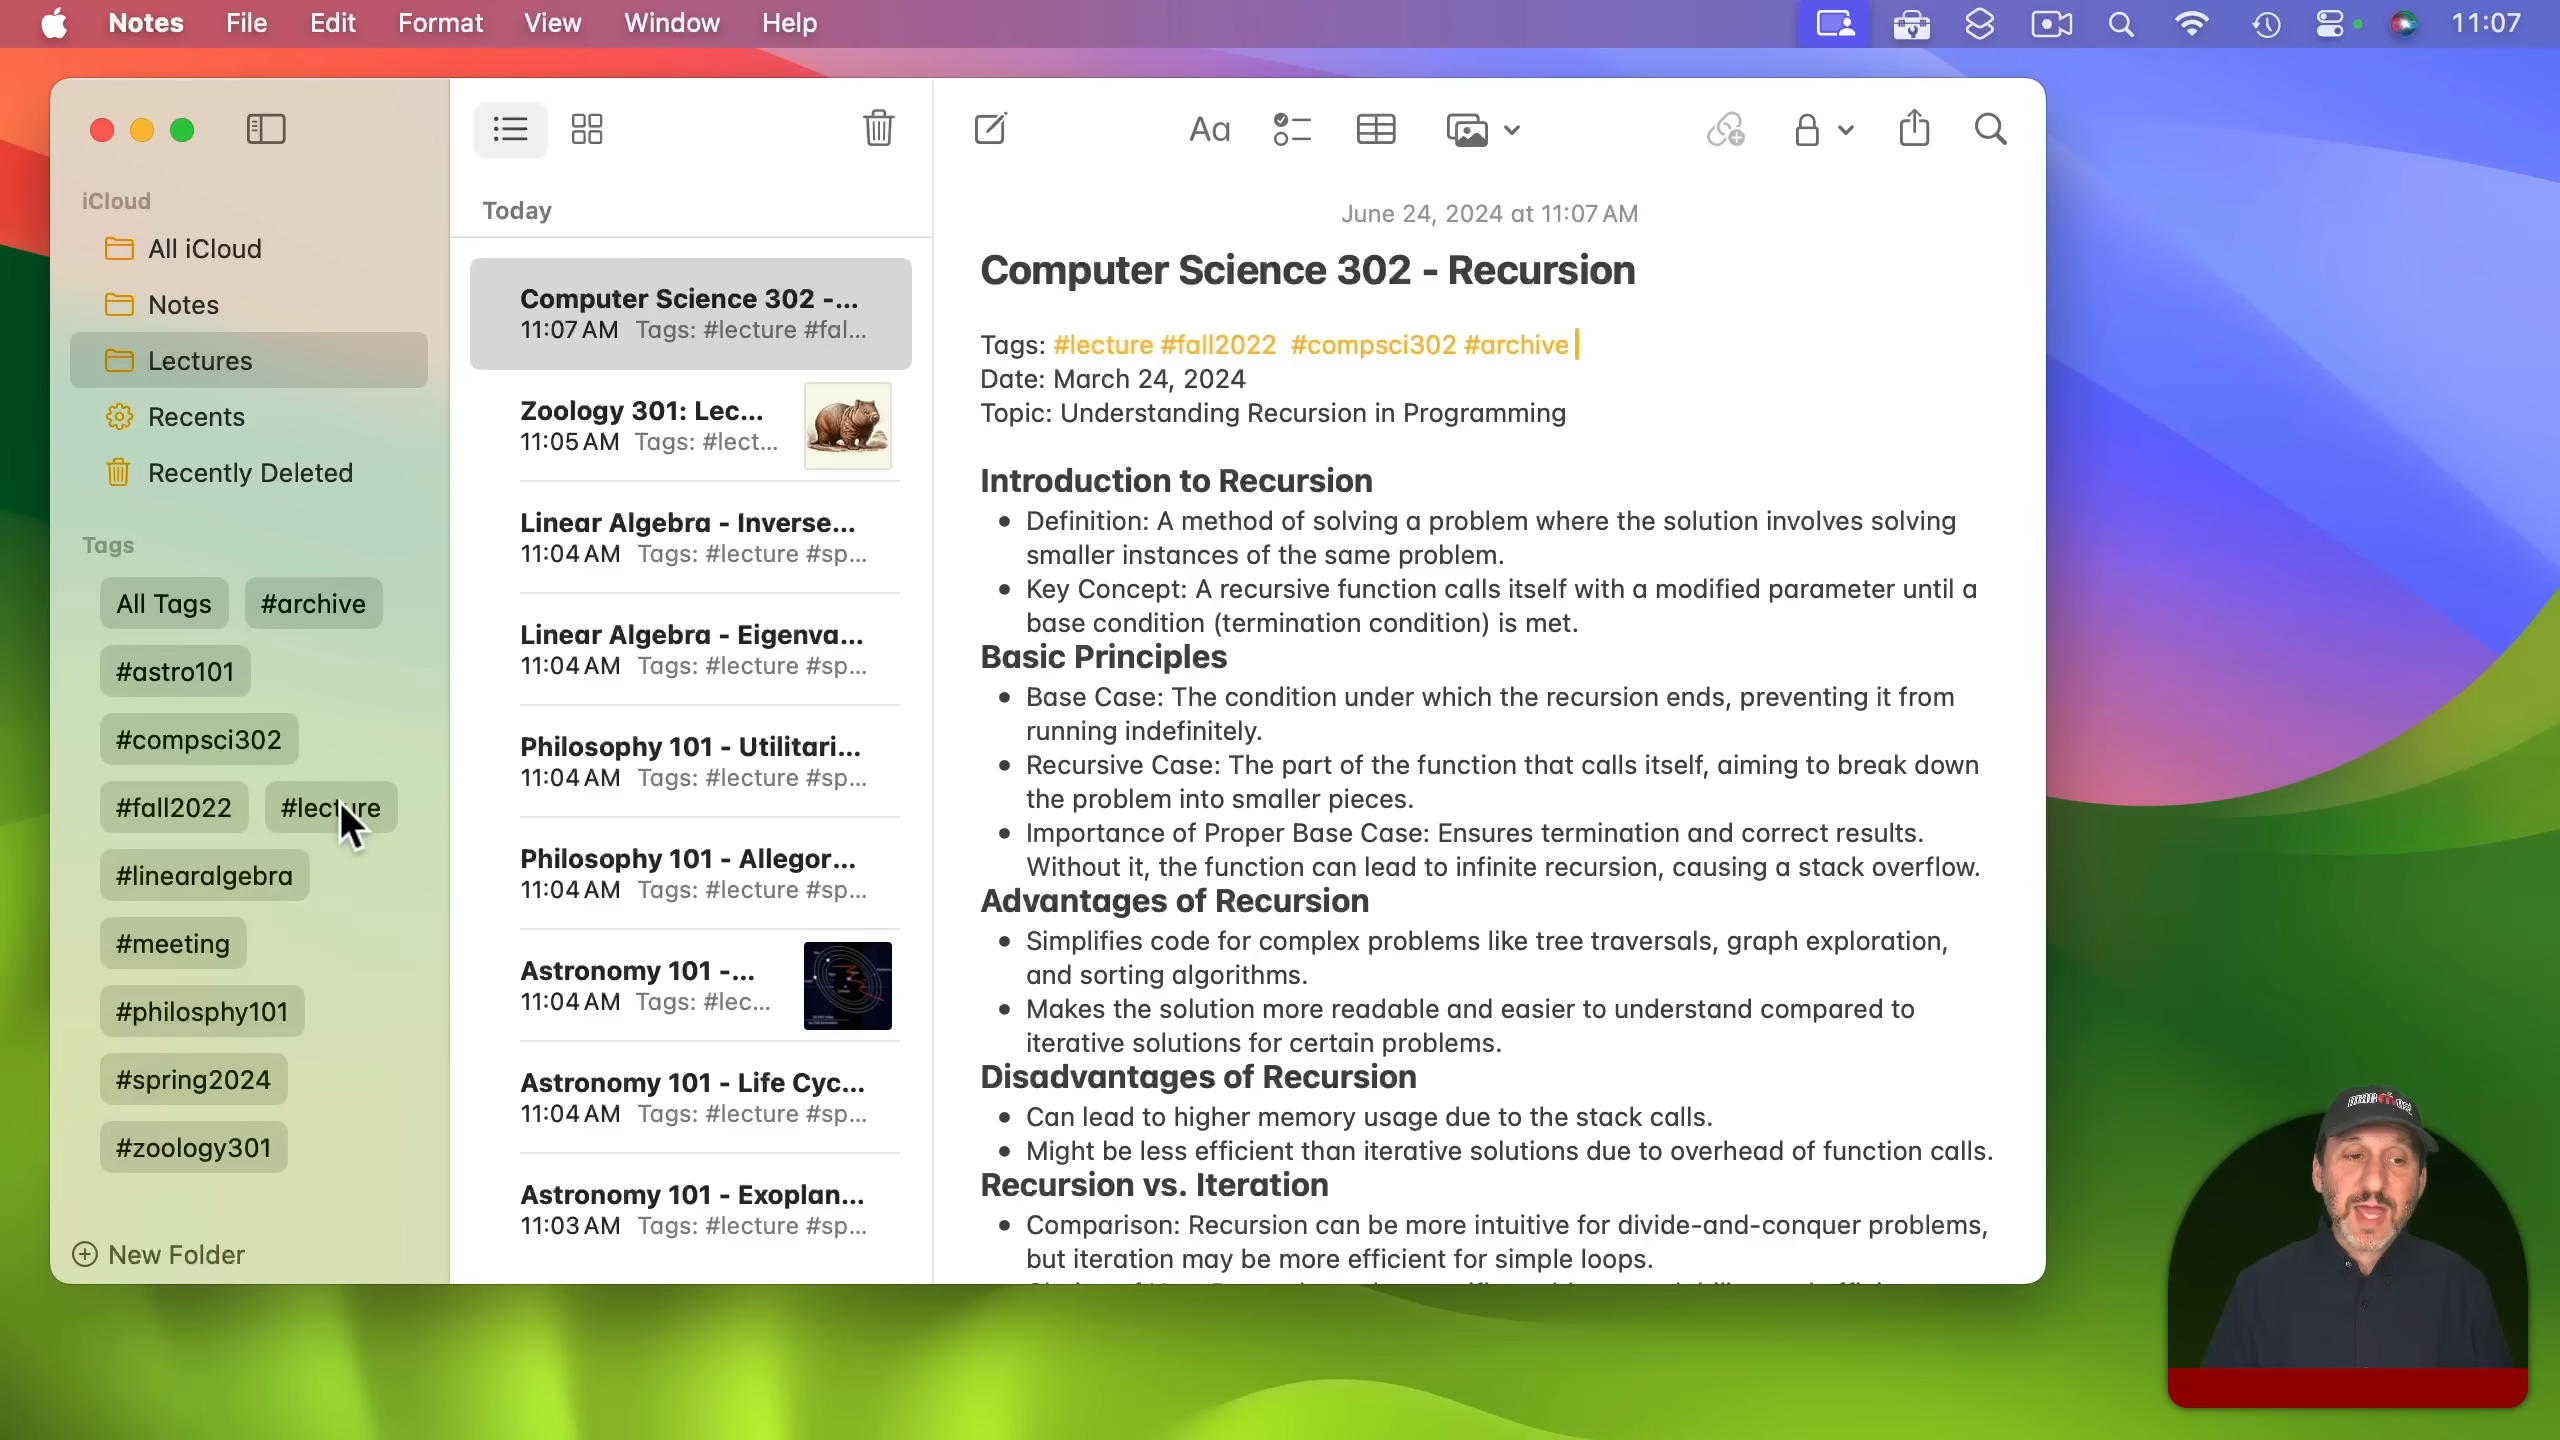 Notes File Edit Format View Window Help
11:07
iCloud
All iCloud
Notes
Lectures
Recents
Recently Deleted
Tags
All Tags #archive
#astro101
#compsci302
#fall2022 #lecture
#linearalgebra
#meeting
#philosphy101
#spring2024
#zoology301
New Folder
Today
Computer Science 302 -...
11:07 AM Tags: #lecture #fal...
Zoology 301: Lec...
11:05 AM Tags: #lect...
Linear Algebra - Inverse...
11:04 AM Tags: #lecture #sp...
Linear Algebra - Eigenva...
11:04 AM Tags: #lecture #sp...
Philosophy 101 - Utilitari...
11:04 AM Tags: #lecture #sp...
Philosophy 101 - Allegor...
11:04 AM Tags: #lecture #sp...
Astronomy 101 -...
11:04 AM Tags: #lec...
Astronomy 101 - Life Cyc...
11:04 AM Tags: #lecture #sp...
Astronomy 101 - Exoplan...
11:03 AM Tags: #lecture #sp...
Aa
June 24, 2024 at 11:07 AM
Computer Science 302 - Recursion
Tags: #lecture #fall2022 #compsci302 #archive
Date: March 24, 2024
Topic: Understanding Recursion in Programming
Introduction to Recursion
• Definition: A method of solving a problem where the solution involves solving
smaller instances of the same problem.
• Key Concept: A recursive function calls itself with a modified parameter until a
base condition (termination condition) is met.
Basic Principles
• Base Case: The condition under which the recursion ends, preventing it from
running indefinitely.
• Recursive Case: The part of the function that calls itself, aiming to break down
the problem into smaller pieces.
• Importance of Proper Base Case: Ensures termination and correct results.
Without it, the function can lead to infinite recursion, causing a stack overflow.
Advantages of Recursion
• Simplifies code for complex problems like tree traversals, graph exploration,
and sorting algorithms.
• Makes the solution more readable and easier to understand compared to
iterative solutions for certain problems.
Disadvantages of Recursion
• Can lead to higher memory usage due to the stack calls.
• Might be less efficient than iterative solutions due to overhead of function calls.
Recursion vs. Iteration
• Comparison: Recursion can be more intuitive for divide-and-conquer problems,
but iteration may be more efficient for simple loops.